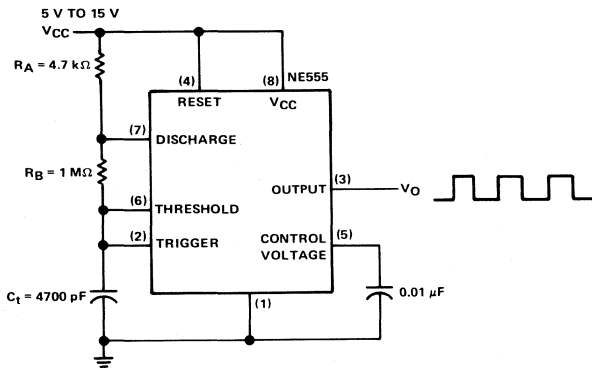 5 V TO 15 V
VCC
RA = 4.7 kΩ
(4)
(8)
NE555
RESET
VCC
(7)
DISCHARGE
RB = 1 MΩ
OUTPUT
(3)
VO
(6)
THRESHOLD
(2)
TRIGGER
CONTROL
VOLTAGE
(5)
Ct = 4700 pF
0.01 µF
(1)